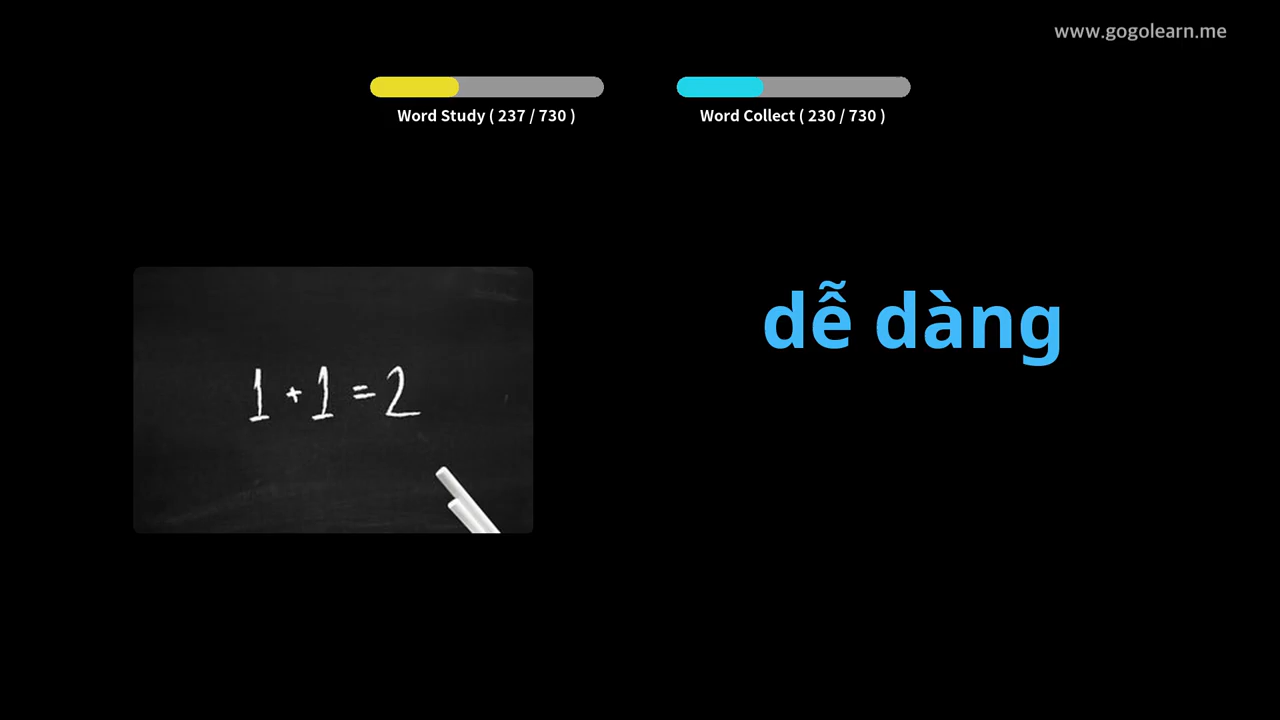 www.gogolearn.me
Word Study ( 237 / 730 )
Word Collect ( 230 / 730 )
dễ dàng
1 + 1 = 2